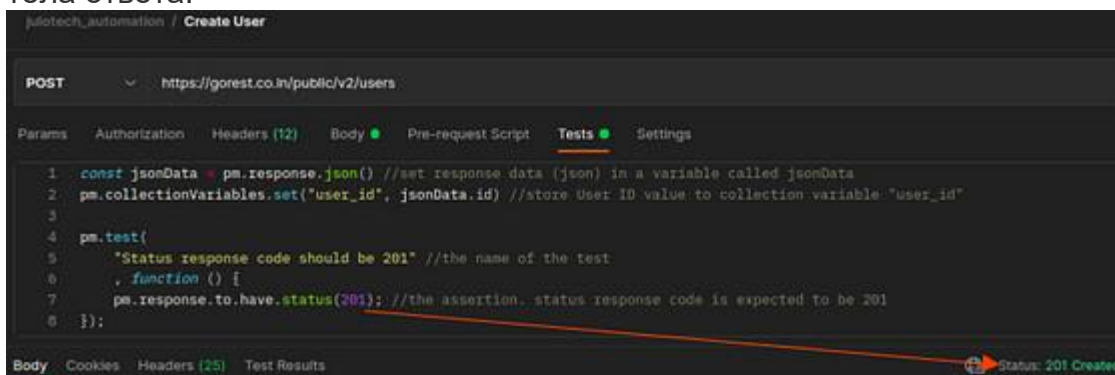 тела ответа.
julotech_automation / Create User
POST https://gorest.co.in/public/v2/users
Params Authorization Headers (12) Body Pre-request Script Tests Settings
1 const jsonData = pm.response.json() //set response data (json) in a variable called jsonData
2 pm.collectionVariables.set("user_id", jsonData.id) //store User ID value to collection variable "user_id"
3
4 pm.test(
5 "Status response code should be 201" //the name of the test
6 , function () {
7 pm.response.to.have.status(201); //the assertion. status response code is expected to be 201
8 });
Body Cookies Headers (25) Test Results Status: 201 Created